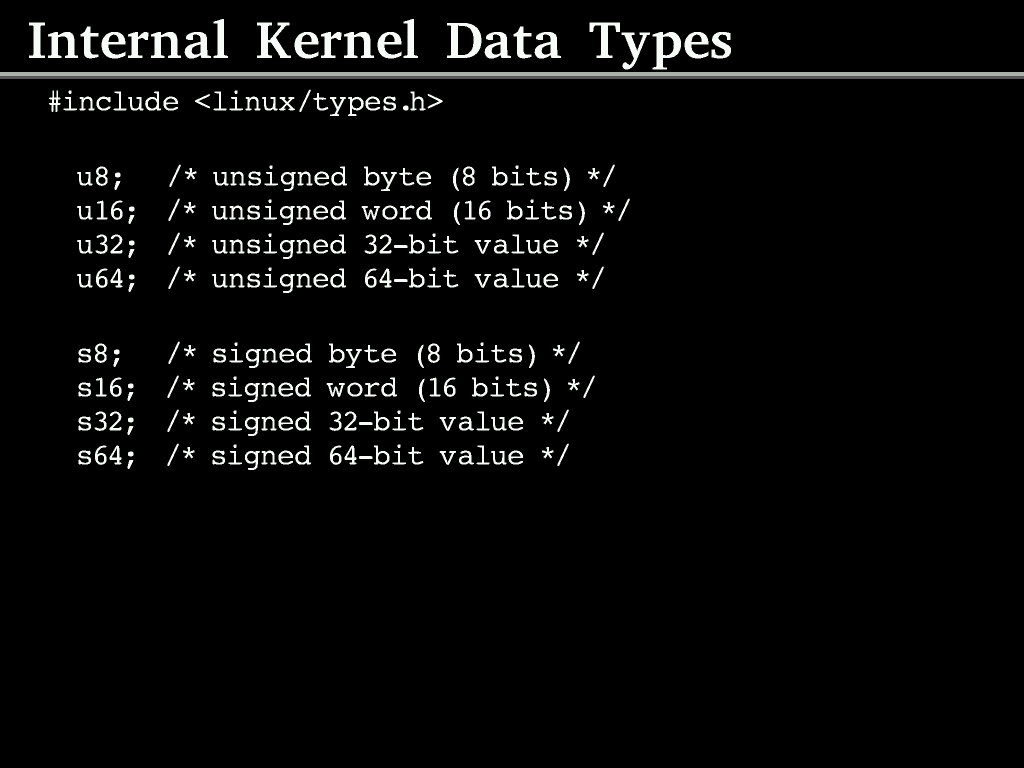 Internal Kernel Data Types
#include <linux/types.h>
u8; /* unsigned byte (8 bits) */
u16; /* unsigned word (16 bits) */
u32; /* unsigned 32-bit value */
u64; /* unsigned 64-bit value */
s8; /* signed byte (8 bits) */
s16; /* signed word (16 bits) */
s32; /* signed 32-bit value */
s64; /* signed 64-bit value */